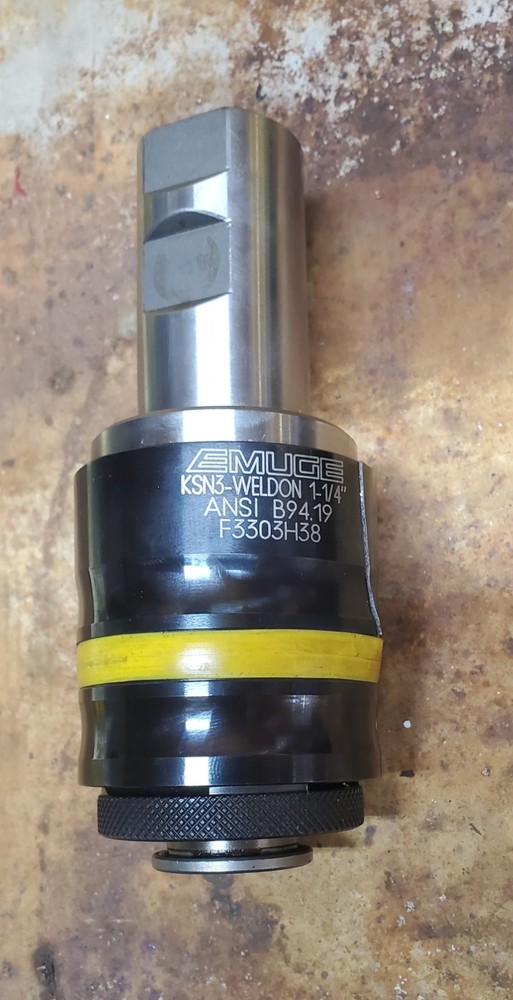 EMUGE
KSN3-WELDON 1-1/4"
ANSI B94.19
F3303H38